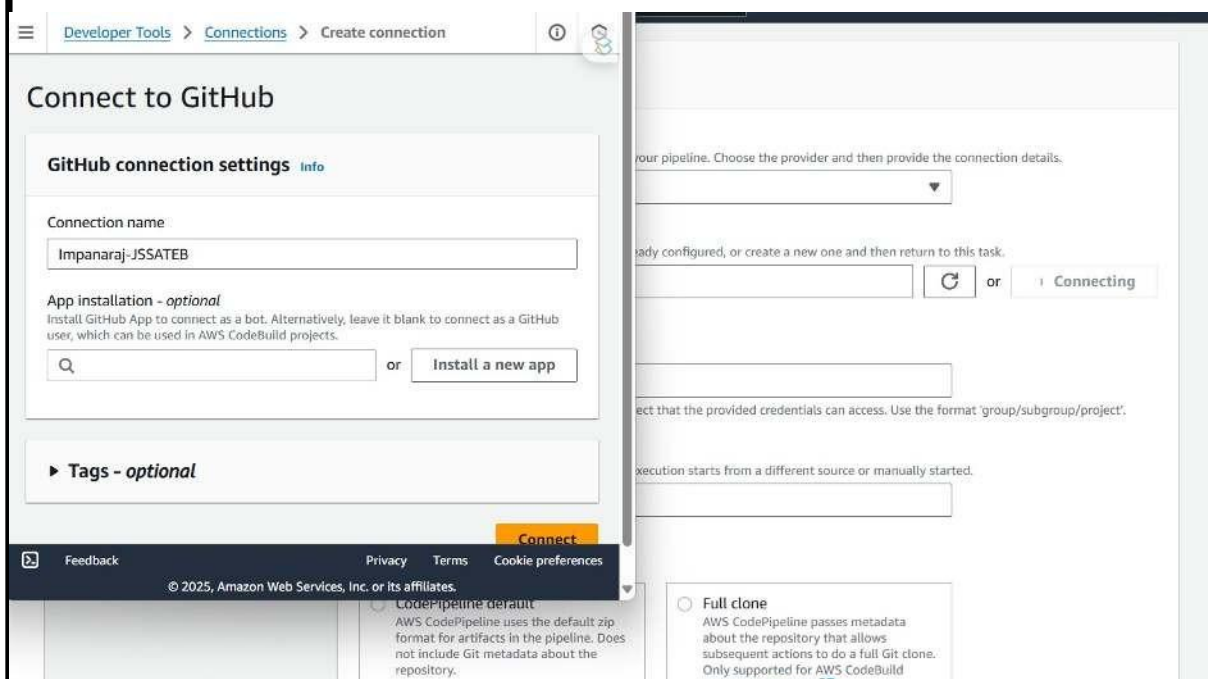 Developer Tools > Connections > Create connection
Connect to GitHub
GitHub connection settings Info
Connection name
Impanaraj-JSSATEB
App installation - optional
Install GitHub App to connect as a bot. Alternatively, leave it blank to connect as a GitHub
user, which can be used in AWS CodeBuild projects.
or Install a new app
Tags - optional
Connect
Feedback Privacy Terms Cookie preferences
© 2025, Amazon Web Services, Inc. or its affiliates.
your pipeline. Choose the provider and then provide the connection details.
configured, or create a new one and then return to this task.
or Connecting
that the provided credentials can access. Use the format 'group/subgroup/project'.
starts from a different source or manually started.
CodePipeline default
AWS CodePipeline uses the default zip
format for artifacts in the pipeline. Does
not include Git metadata about the
repository.
Full clone
AWS CodePipeline passes metadata
about the repository that allows
subsequent actions to do a full Git clone.
Only supported for AWS CodeBuild